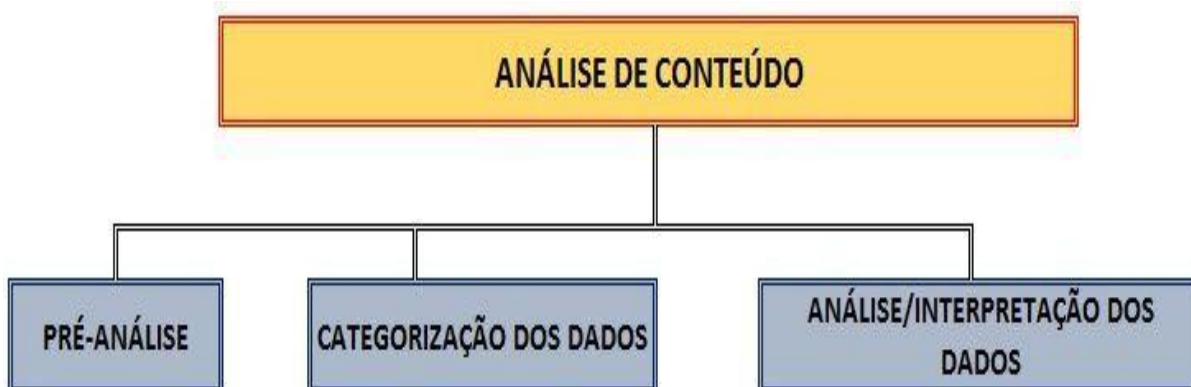 ANÁLISE DE CONTEÚDO
PRÉ-ANÁLISE
CATEGORIZAÇÃO DOS DADOS
ANÁLISE/INTERPRETAÇÃO DOS
DADOS